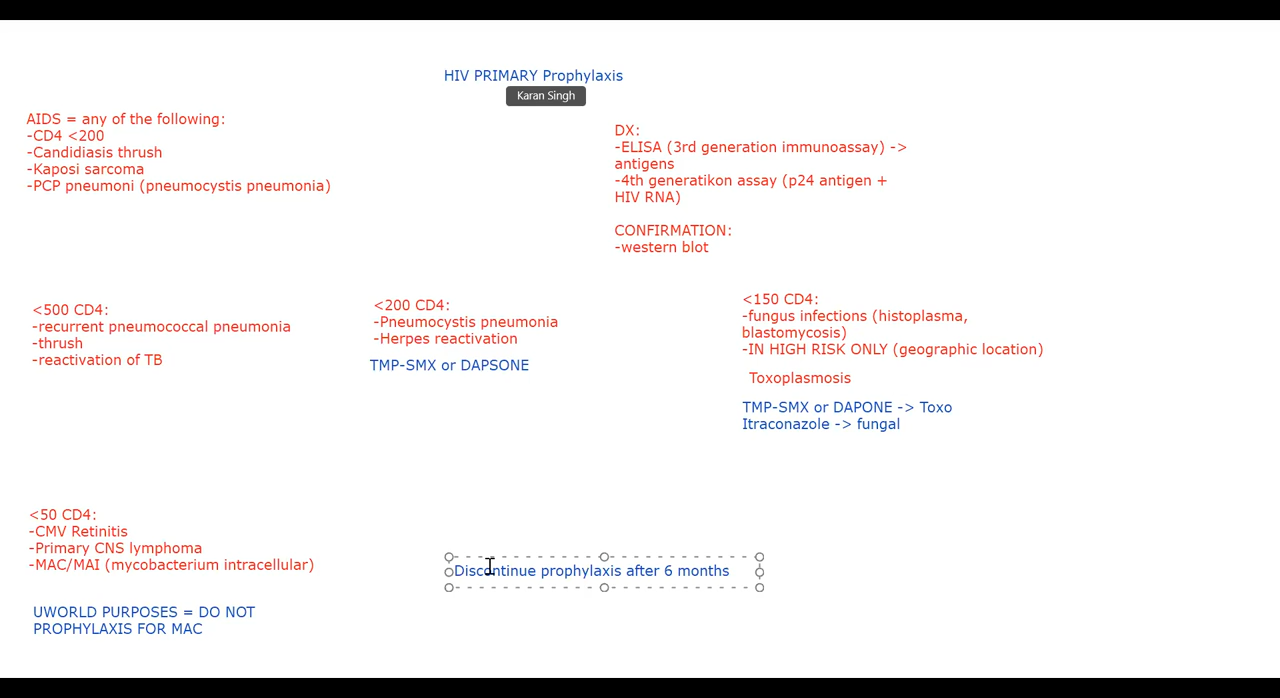 HIV PRIMARY Prophylaxis
Karan Singh
AIDS = any of the following:
-CD4 <200
-Candidiasis thrush
-Kaposi sarcoma
-PCP pneumoni (pneumocystis pneumonia)
DX:
-ELISA (3rd generation immunoassay) ->
antigens
-4th generatikon assay (p24 antigen +
HIV RNA)
CONFIRMATION:
-western blot
<500 CD4:
-recurrent pneumococcal pneumonia
-thrush
-reactivation of TB
<200 CD4:
-Pneumocystis pneumonia
-Herpes reactivation
TMP-SMX or DAPSONE
<150 CD4:
-fungus infections (histoplasma,
blastomycosis)
-IN HIGH RISK ONLY (geographic location)
Toxoplasmosis
TMP-SMX or DAPONE -> Toxo
Itraconazole -> fungal
<50 CD4:
-CMV Retinitis
-Primary CNS lymphoma
-MAC/MAI (mycobacterium intracellular)
UWORLD PURPOSES = DO NOT
PROPHYLAXIS FOR MAC
Discontinue prophylaxis after 6 months